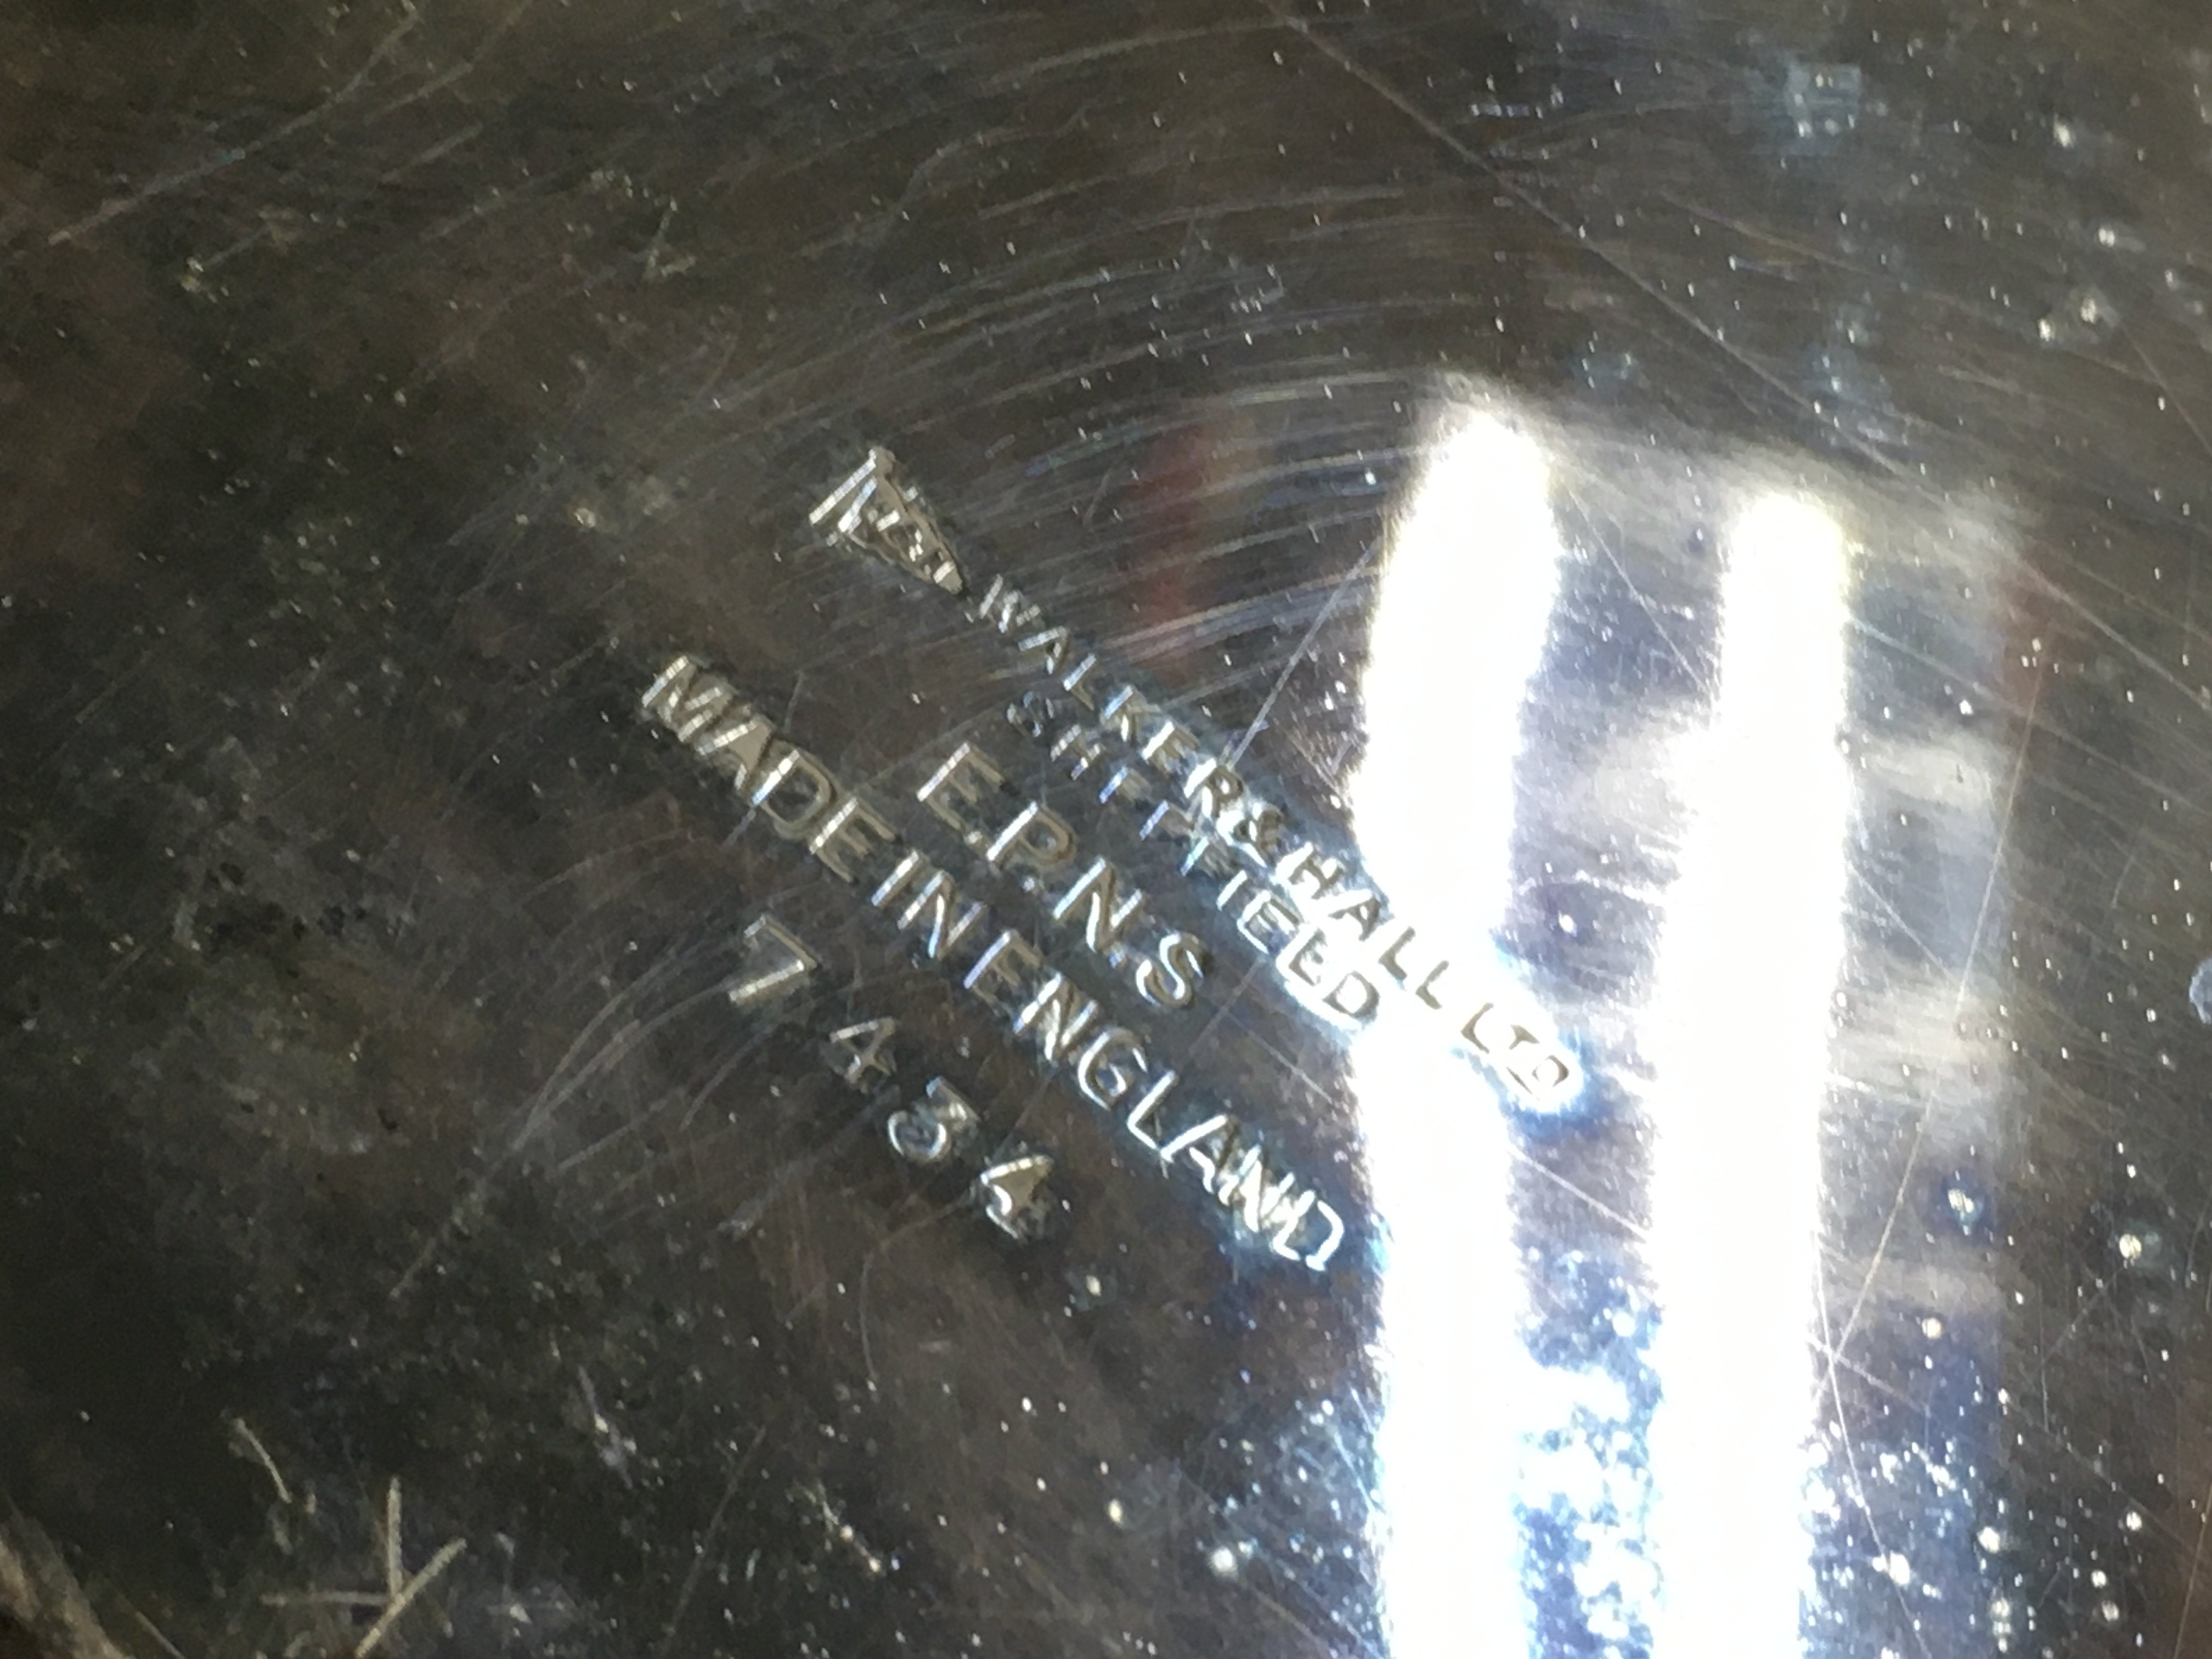 WALKER & HALL LTD
SHEFFIELD
E.P.N.S
MADE IN ENGLAND
7434